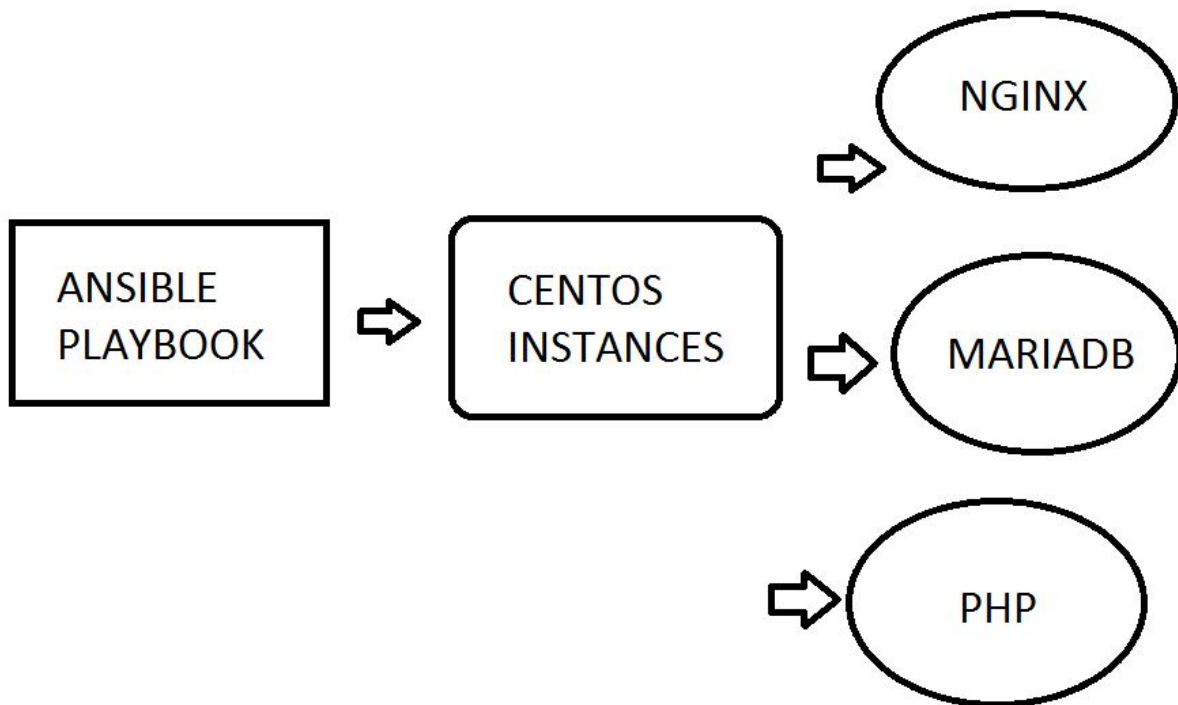 ANSIBLE
PLAYBOOK
CENTOS
INSTANCES
NGINX
MARIADB
PHP